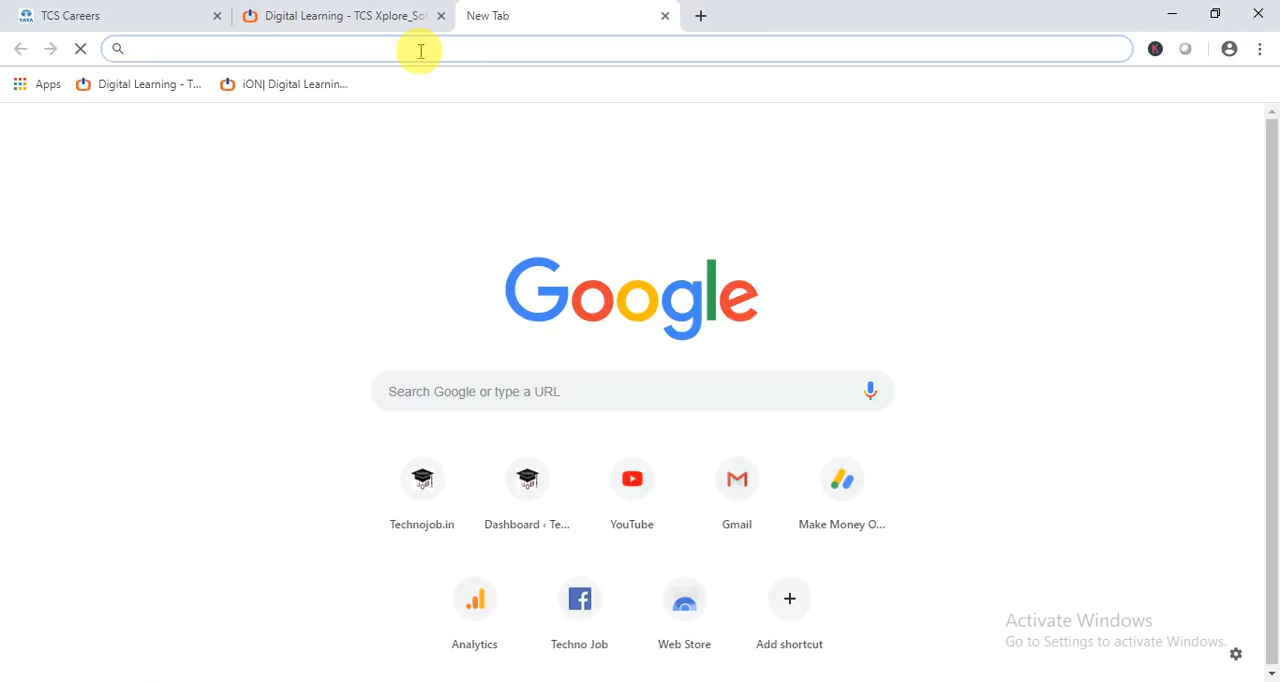 TCS Careers
Digital Learning - TCS Xplore_Sof
New Tab
Apps
Digital Learning - T...
iON| Digital Learnin...
K
Google
Search Google or type a URL
Technojob.in
Dashboard ‹ Te...
YouTube
Gmail
Make Money O...
Analytics
Techno Job
Web Store
Add shortcut
Activate Windows
Go to Settings to activate Windows.